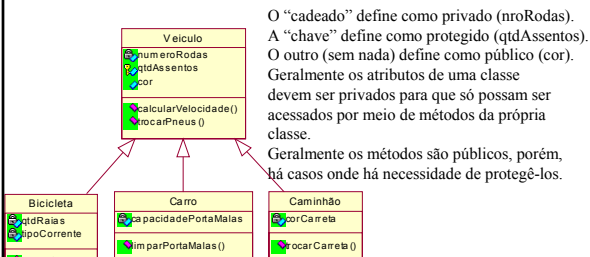 O “cadeado” define como privado (nroRodas).
A “chave” define como protegido (qtdAssentos).
O outro (sem nada) define como público (cor).
Geralmente os atributos de uma classe
devem ser privados para que só possam ser
acessados por meio de métodos da própria
classe.
Geralmente os métodos são públicos, porém,
há casos onde há necessidade de protegê-los.
Veiculo
numeroRodas
qtdAssentos
cor
calcularVelocidade()
trocarPneus()
Bicicleta
qtdRaias
tipoCorrente
Carro
capacidadePortaMalas
limparPortaMalas()
Caminhão
corCarreta
trocarCarreta()